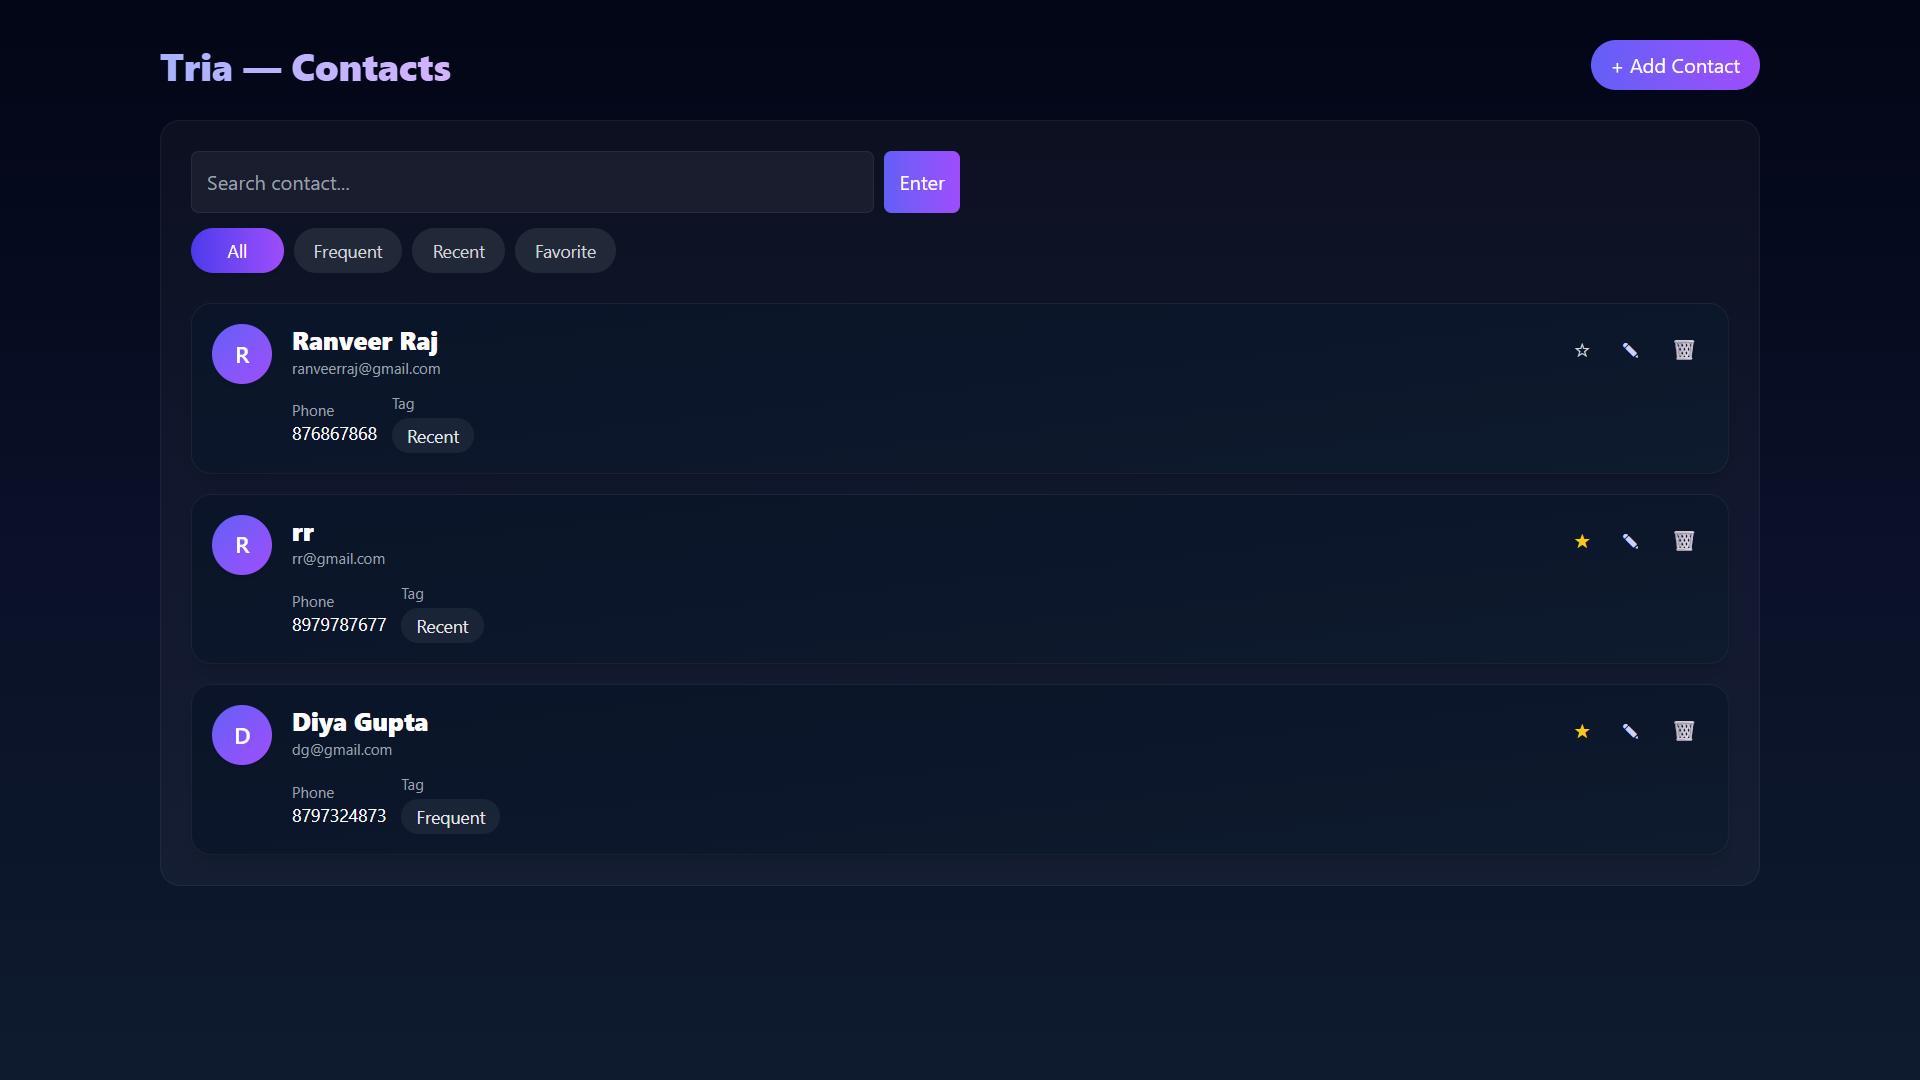 Tria — Contacts
+ Add Contact
Search contact...
Enter
All
Frequent
Recent
Favorite
R
Ranveer Raj
ranveerraj@gmail.com
Phone
876867868
Tag
Recent
R
rr
rr@gmail.com
Phone
8979787677
Tag
Recent
D
Diya Gupta
dg@gmail.com
Phone
8797324873
Tag
Frequent